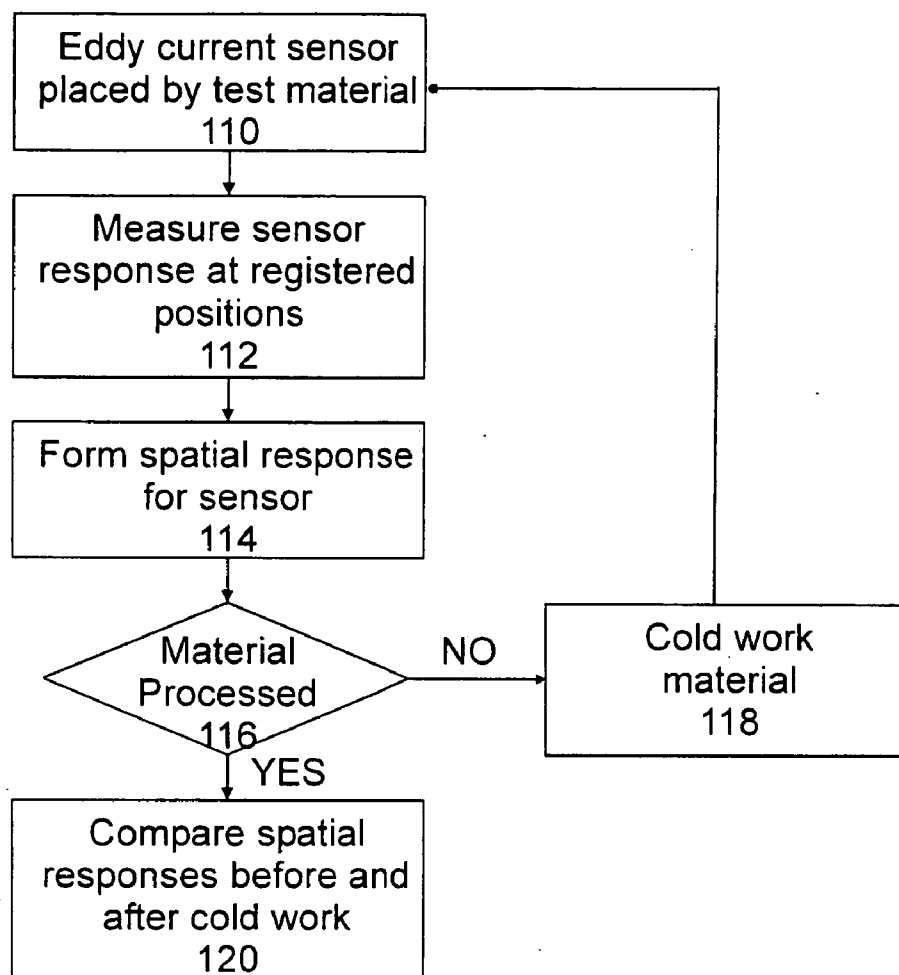 Eddy current sensor
placed by test material
110
Measure sensor
response at registered
positions
112
Form spatial response
for sensor
114
Material
Processed
116
NO
Cold work
material
118
YES
Compare spatial
responses before and
after cold work
120